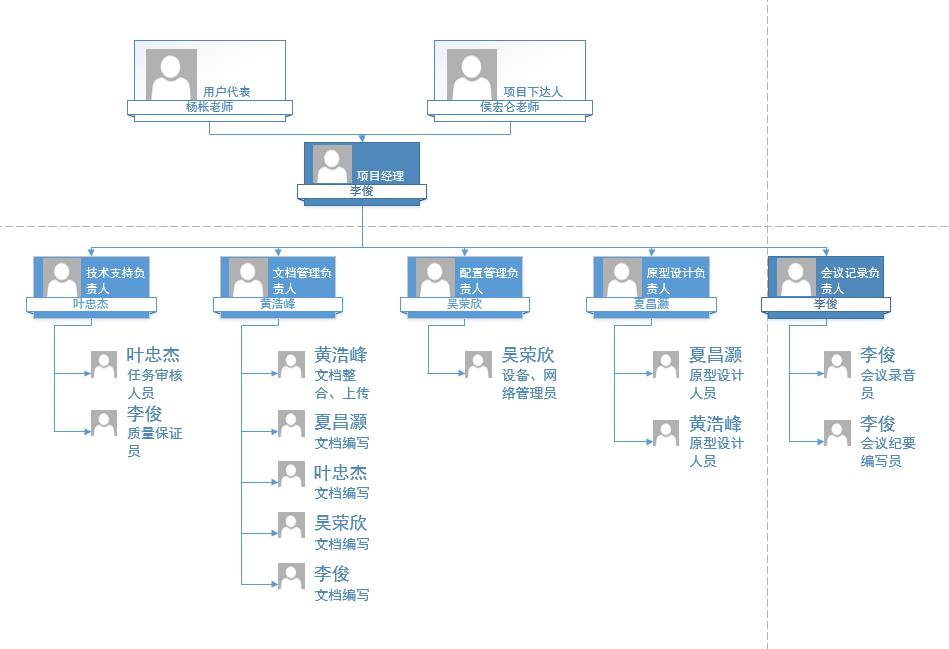 用户代表
杨枨老师
项目下达人
侯宏仑老师
项目经理
李俊
技术支持负
责人
叶忠杰
文档管理负
责人
黄浩峰
配置管理负
责人
吴荣欣
原型设计负
责人
夏昌灏
会议记录负
责人
李俊
叶忠杰
任务审核
人员
李俊
质量保证
员
黄浩峰
文档整
合、上传
夏昌灏
文档编写
叶忠杰
文档编写
吴荣欣
文档编写
李俊
文档编写
吴荣欣
设备、网
络管理员
夏昌灏
原型设计
人员
黄浩峰
原型设计
人员
李俊
会议录音
员
李俊
会议纪要
编写员